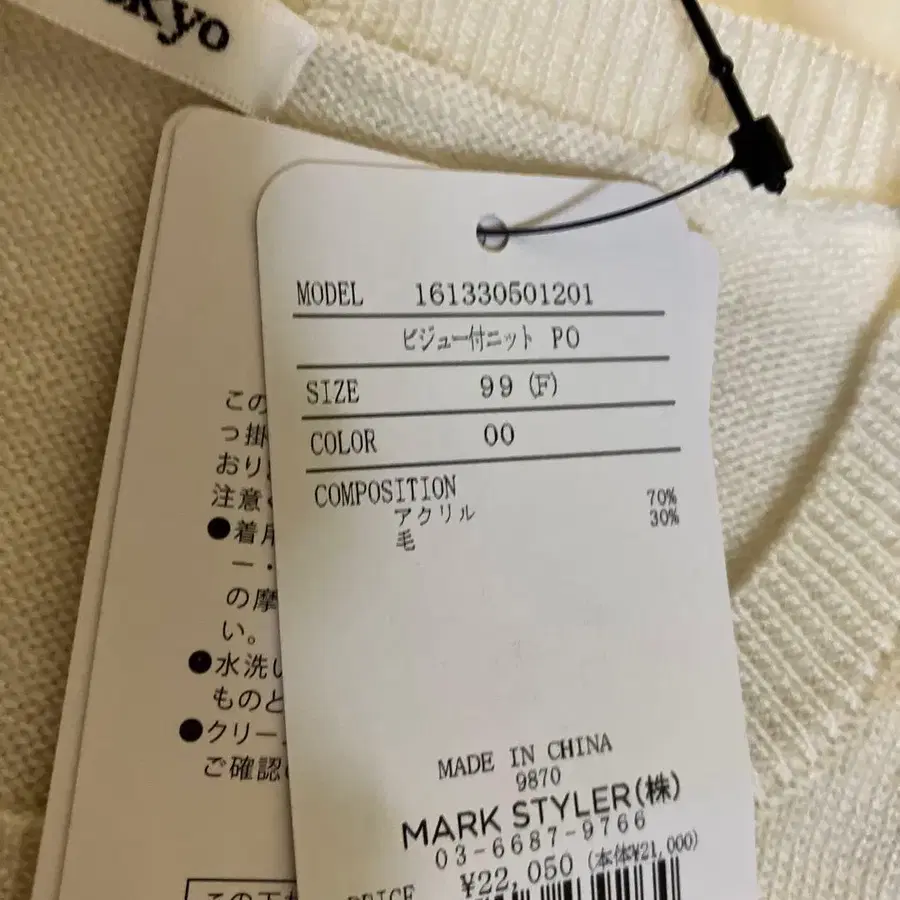 kyo
MODEL 161330501201
ビジュー付ニット PO
SIZE 99 (F)
COLOR 00
COMPOSITION
アクリル 70%
毛 30%
MADE IN CHINA
9870
MARK STYLER(株)
03-6687-9766
PRICE ¥22,050 (本体¥21,000)
この
っ掛
おり
注意
●着用
ー・
の摩
い。
●水洗い
ものと
●クリー
ご確認